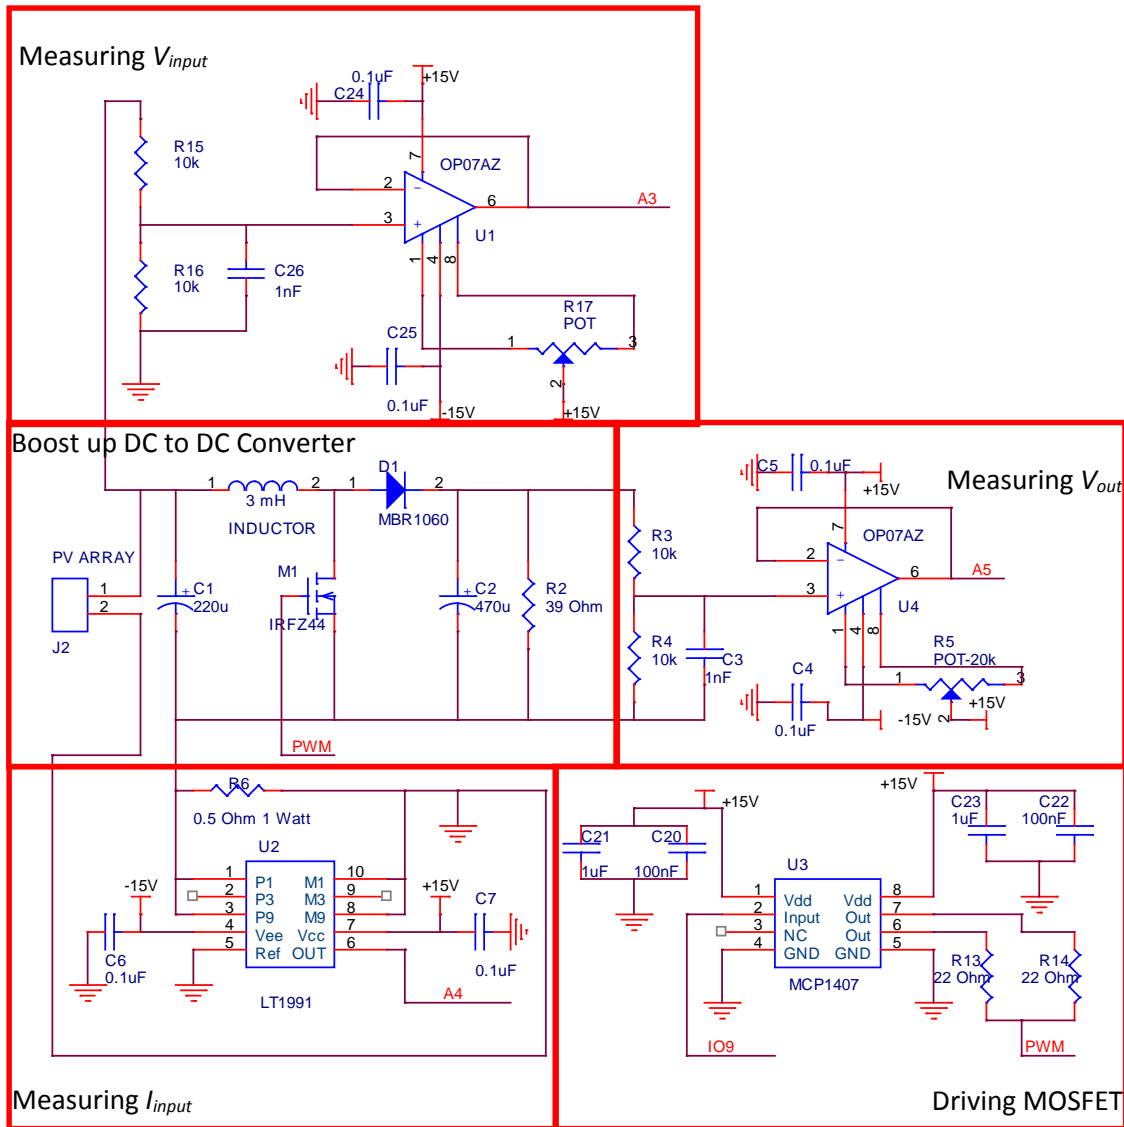 Measuring Vinput
0.1uF
+15V
C24
R15
10k
7
OP07AZ
2
−
6
A3
3
+
U1
R16
10k
C26
1nF
1
4
8
R17
POT
C25
1
3
2
0.1uF
-15V
+15V
Boost up DC to DC Converter
D1
1
2
1
2
3 mH
INDUCTOR
MBR1060
PV ARRAY
1
2
J2
C1
+
220u
M1
IRFZ44
C2
+
470u
R2
39 Ohm
PWM
Measuring Vout
C5
0.1uF
+15V
R3
10k
7
OP07AZ
2
−
6
A5
3
+
U4
R4
10k
C3
1nF
1
4
8
R5
POT-20k
C4
1
3
2
+15V
-15V
0.1uF
R6
0.5 Ohm 1 Watt
U2
1
P1
M1
10
2
P3
M3
9
3
P9
M9
8
4
Vee
Vcc
7
5
Ref
OUT
6
-15V
+15V
C7
0.1uF
C6
0.1uF
LT1991
A4
Measuring Iinput
+15V
+15V
C21
1uF
C20
100nF
C23
1uF
C22
100nF
U3
1
Vdd
Vdd
8
2
Input
Out
7
3
NC
Out
6
4
GND
GND
5
MCP1407
R13
22 Ohm
R14
22 Ohm
IO9
PWM
Driving MOSFET